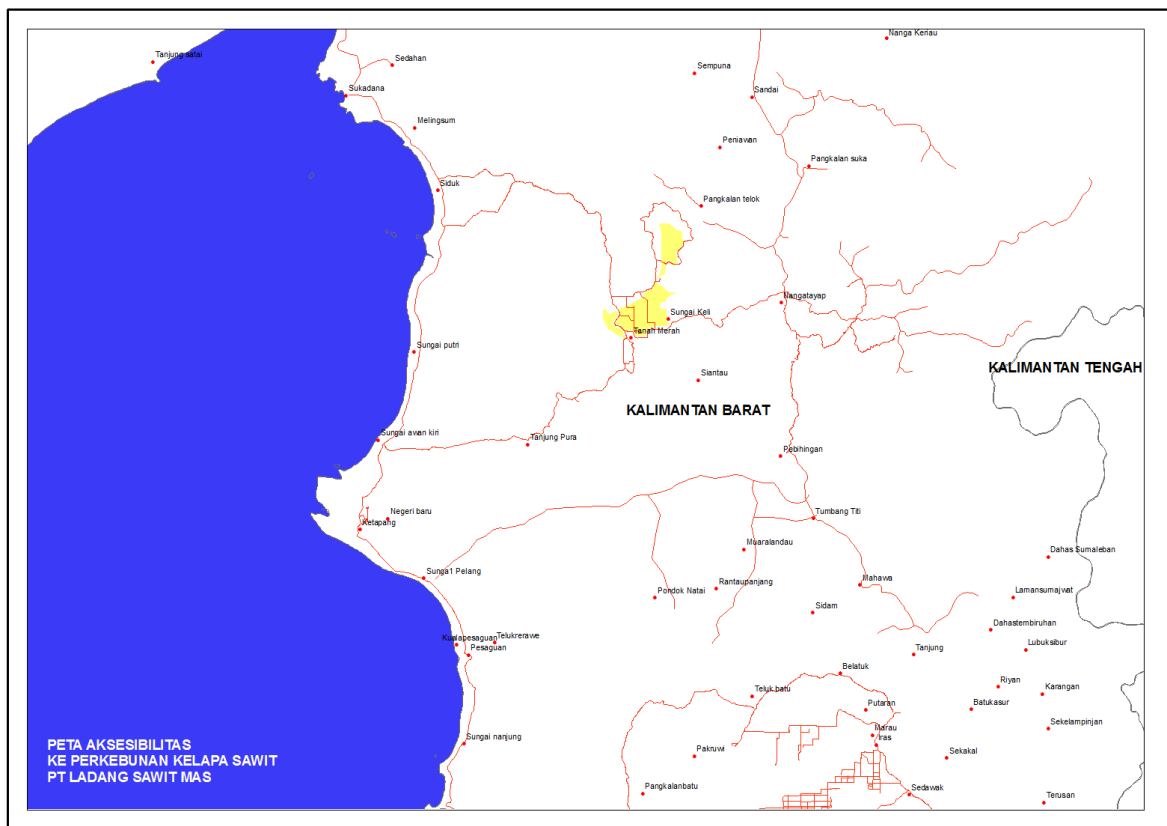 Nanga Keriau
Tanjung satai
Sedahan
Sempuna
Sandai
Sukadana
Melingsum
Peniawan
Pangkalan suka
Siduk
Pangkalan telok
Nangatayap
Sungai Keli
Tanah Merah
Sungai putri
KALIMANTAN TENGAH
Siantau
KALIMANTAN BARAT
Sungai awan kiri
Tanjung Pura
Pebihingan
Negeri baru
Ketapang
Tumbang Titi
Muaralandau
Dahas Sumaleban
Sunga1 Pelang
Mahawa
Rantaupanjang
Pondok Natai
Lamansumajwat
Sidam
Dahastembiruhan
Kualapesaguan
Telukrerawe
Pesaguan
Tanjung
Lubuksibur
Belatuk
Riyan
Karangan
Teluk batu
Putaran
Batukasur
Sekelampinjan
Marau
Iras
Sungai nanjung
Pakruwi
Sekakal
PETA AKSESIBILITAS
KE PERKEBUNAN KELAPA SAWIT
PT LADANG SAWIT MAS
Pangkalanbatu
Sedawak
Terusan